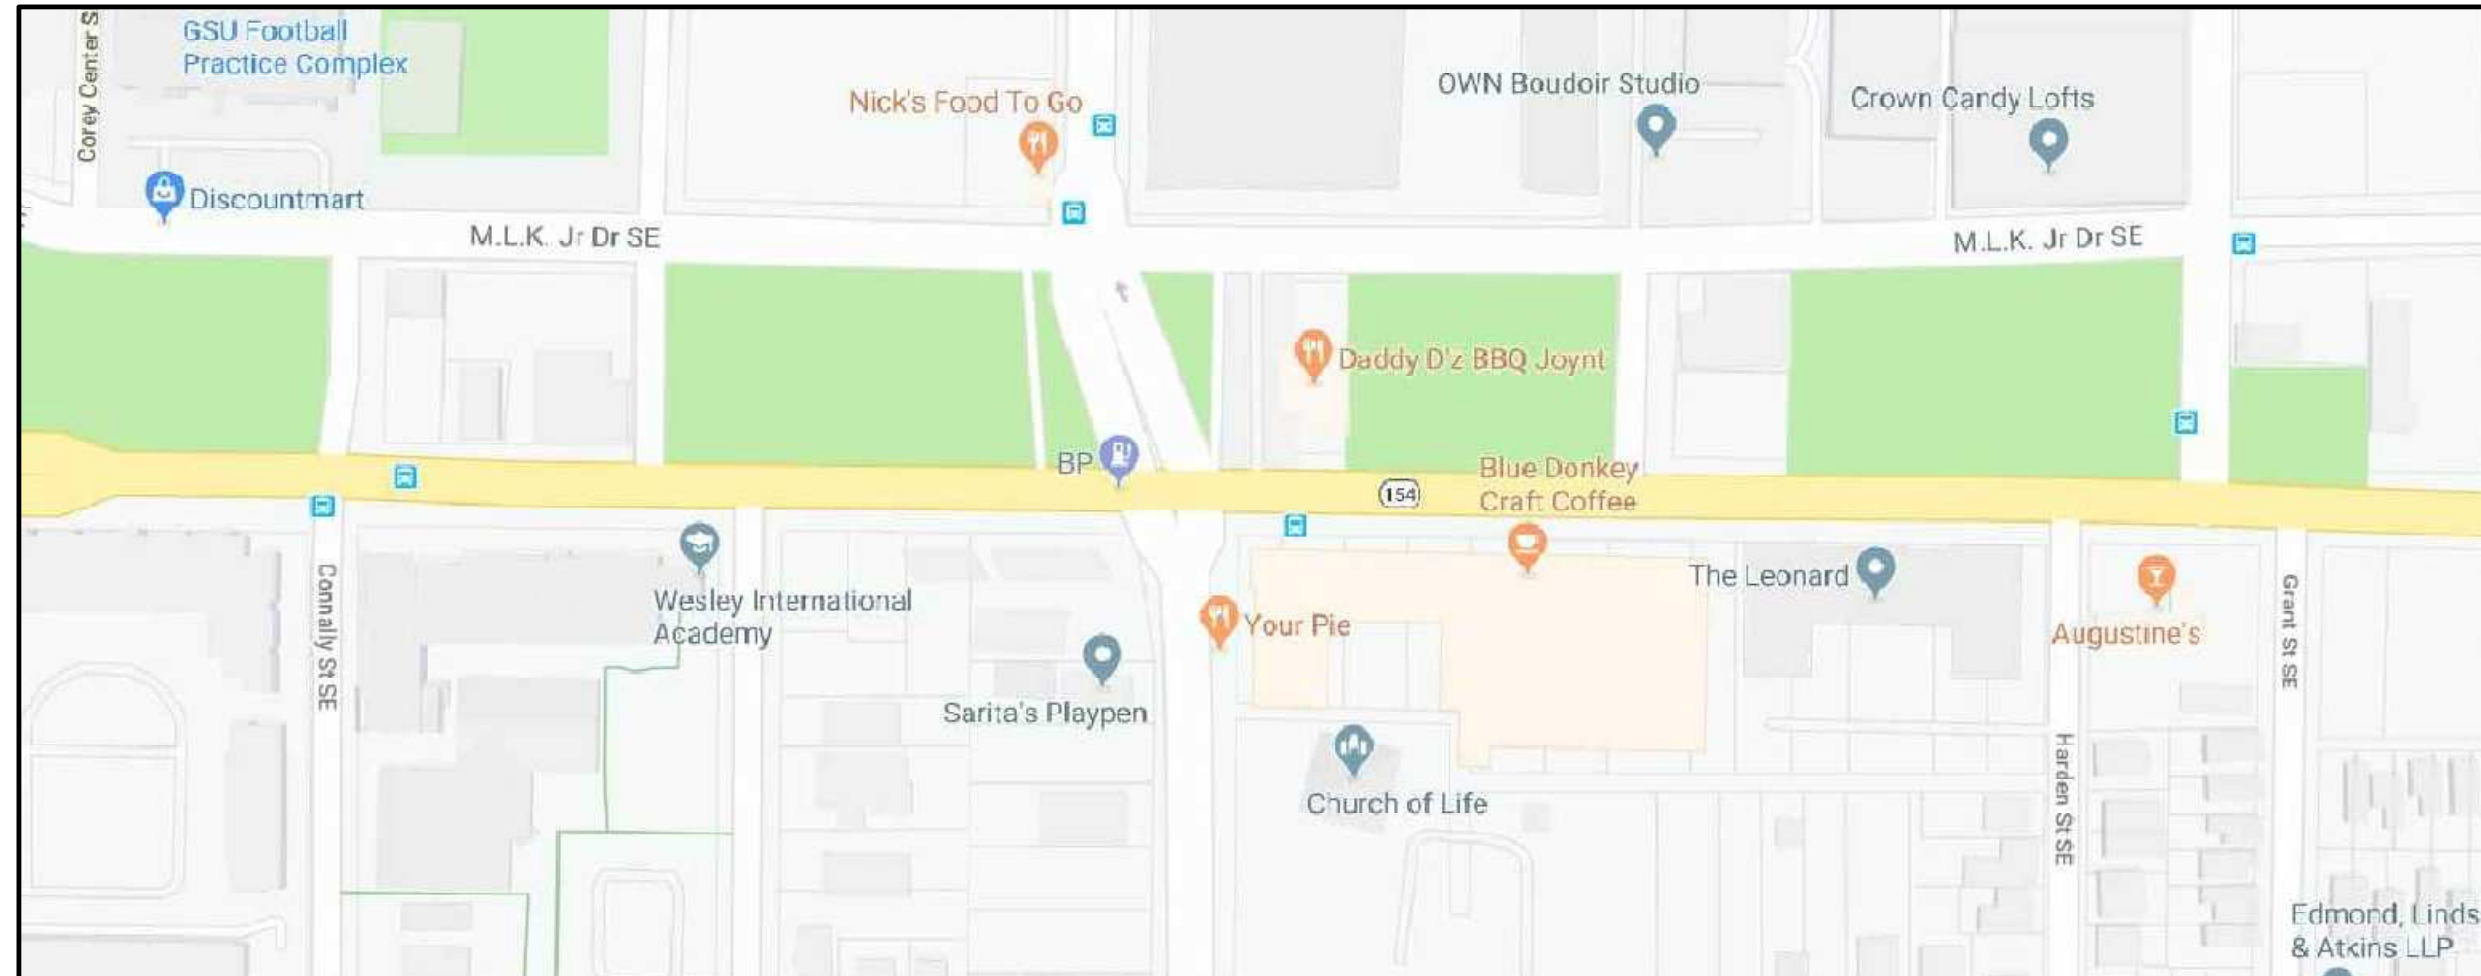 GSU Football
Practice Complex
Corey Center S
Nick's Food To Go
OWN Boudoir Studio
Crown Candy Lofts
Discountmart
M.L.K. Jr Dr SE
M.L.K. Jr Dr SE
Daddy D'z BBQ Joynt
BP
154
Blue Donkey
Craft Coffee
Connally St SE
Wesley International
Academy
Your Pie
The Leonard
Augustine's
Grant St SE
Sarita's Playpen
Church of Life
Harden St SE
Edmond, Linds
& Atkins LLP